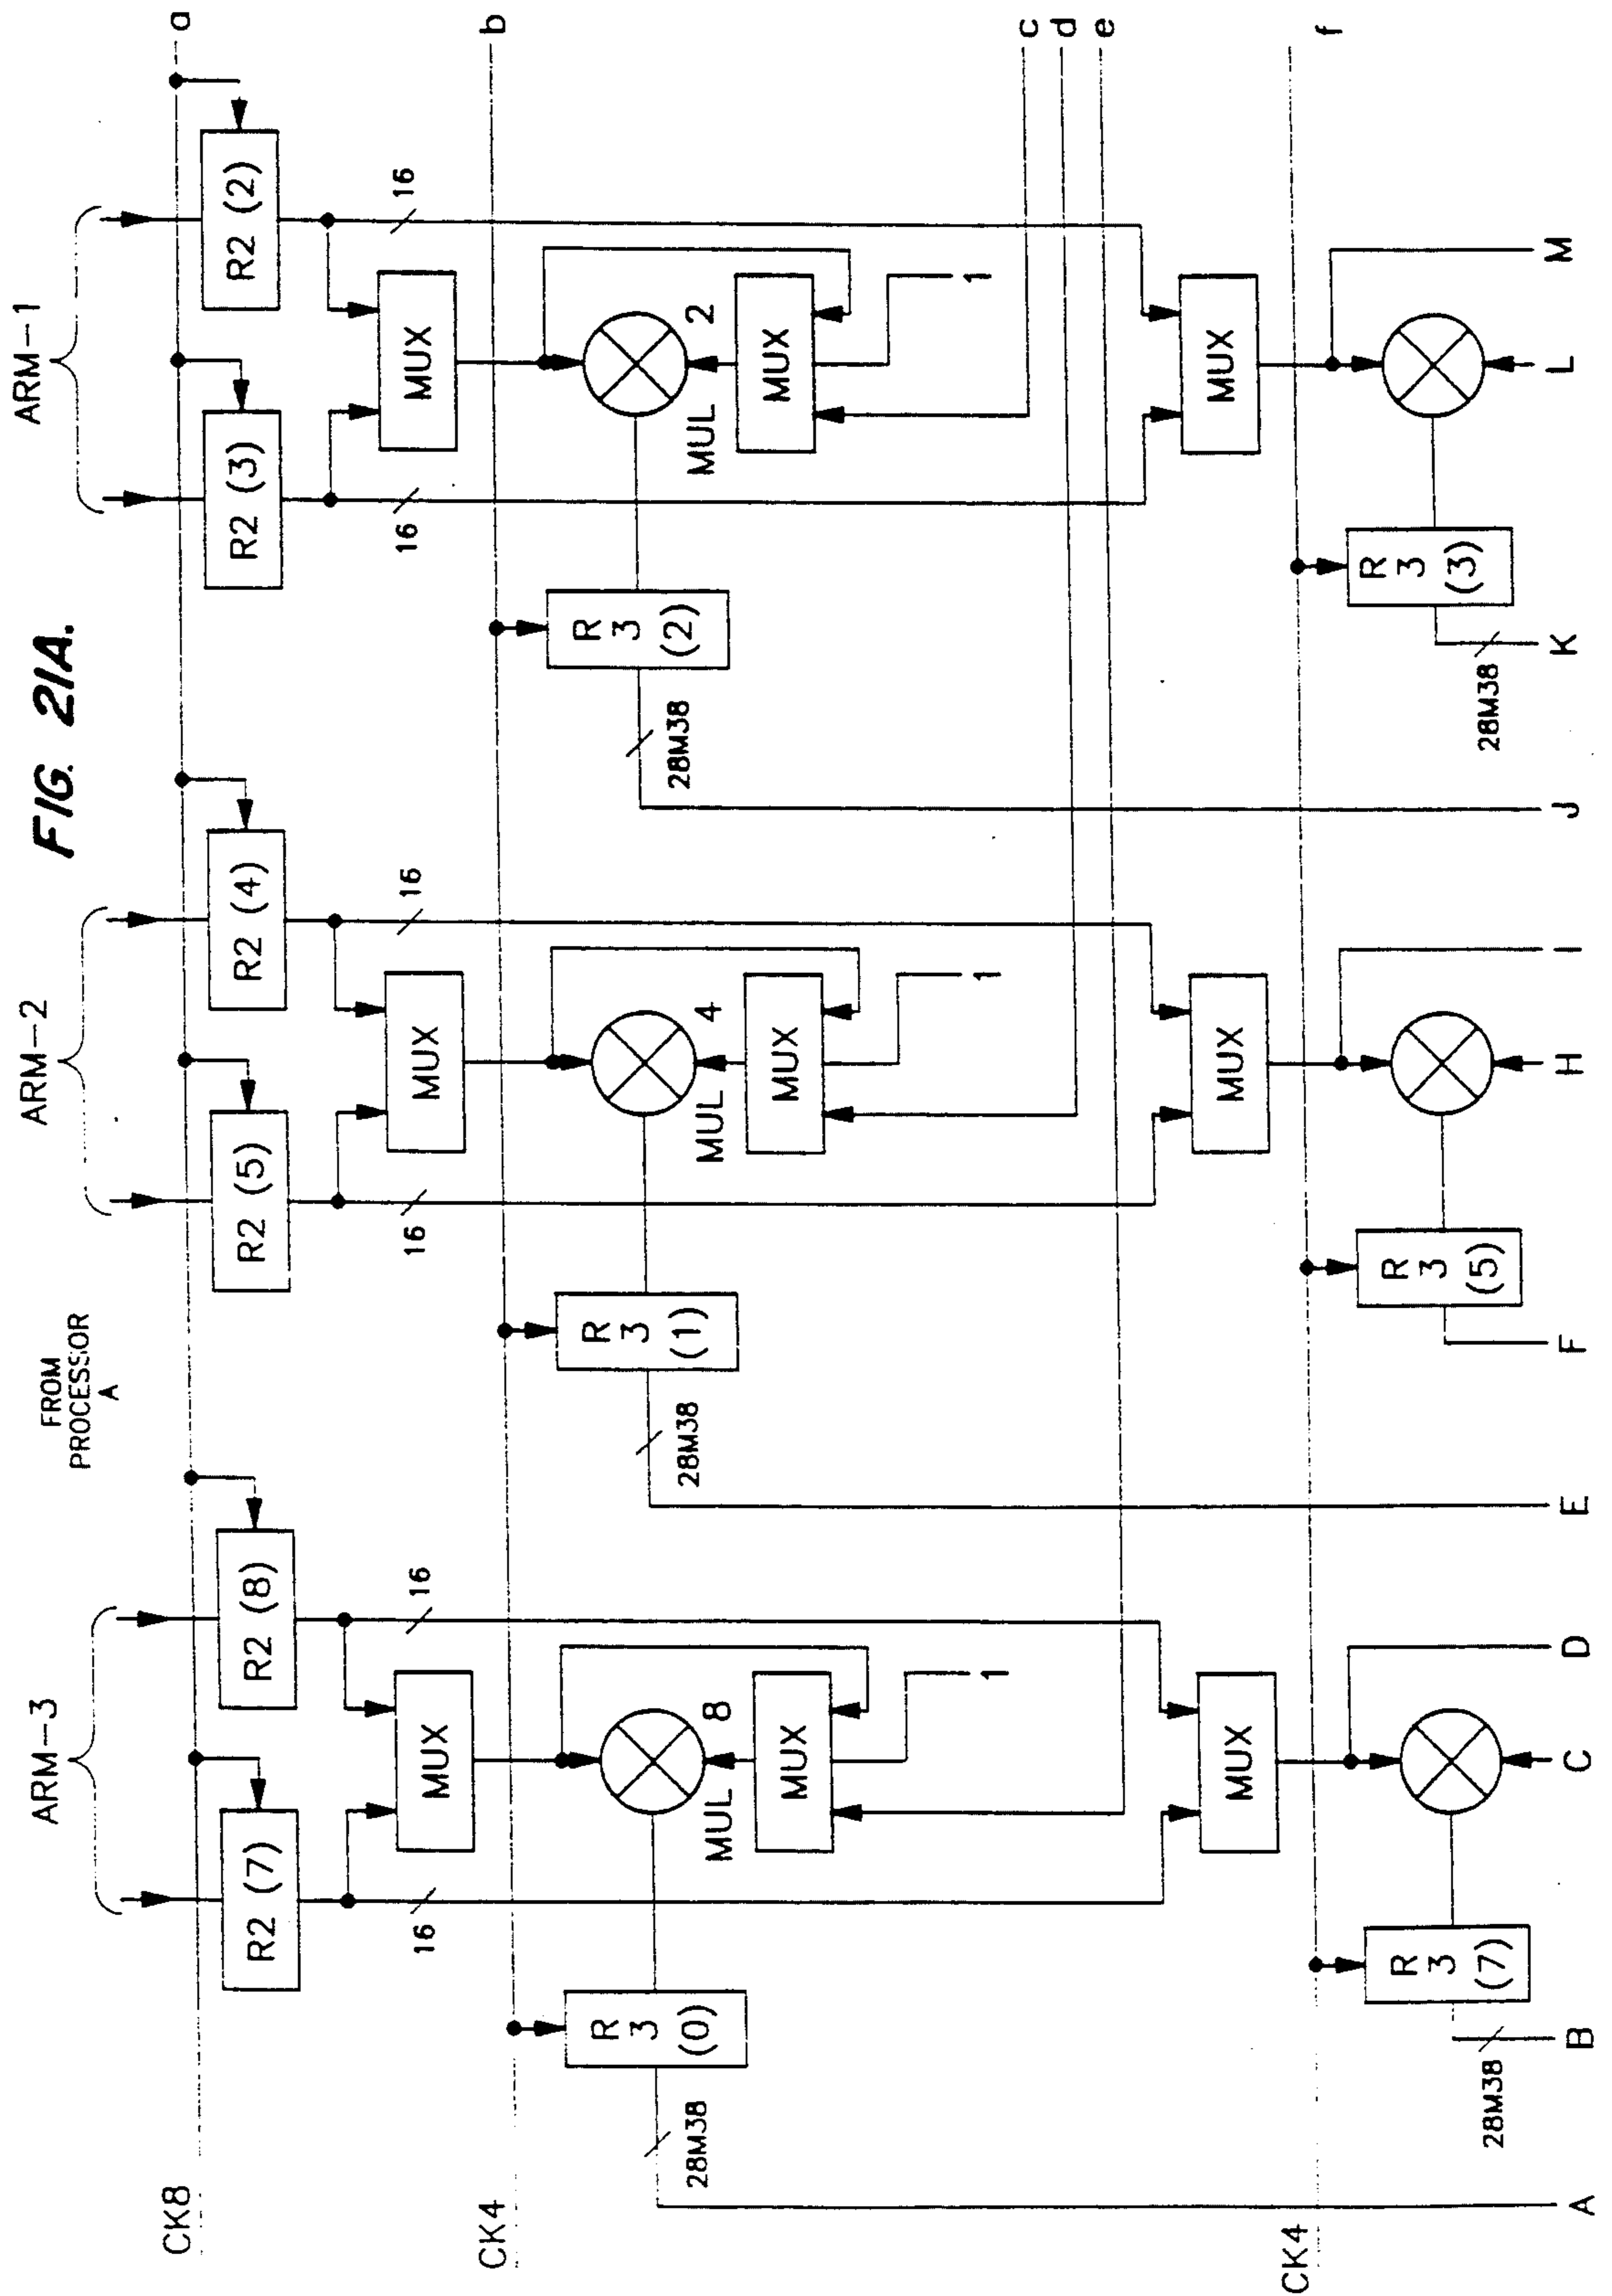 FIG. 21A.
ARM-3
FROM
PROCESSOR
A
ARM-2
ARM-1
CK8
a
R2 (7)
R2 (8)
R2 (5)
R2 (4)
R2 (3)
R2 (2)
16
16
16
16
16
16
MUX
MUX
MUX
CK4
b
R
3
(0)
R
3
(1)
R
3
(2)
28M38
28M38
28M38
MUL 8
MUL 4
MUL 2
MUX
MUX
MUX
1
1
1
c
d
e
MUX
MUX
MUX
CK4
f
R
3
(7)
R
3
(5)
R
3
(3)
28M38
28M38
A
B
C
D
E
F
H
I
J
K
L
M